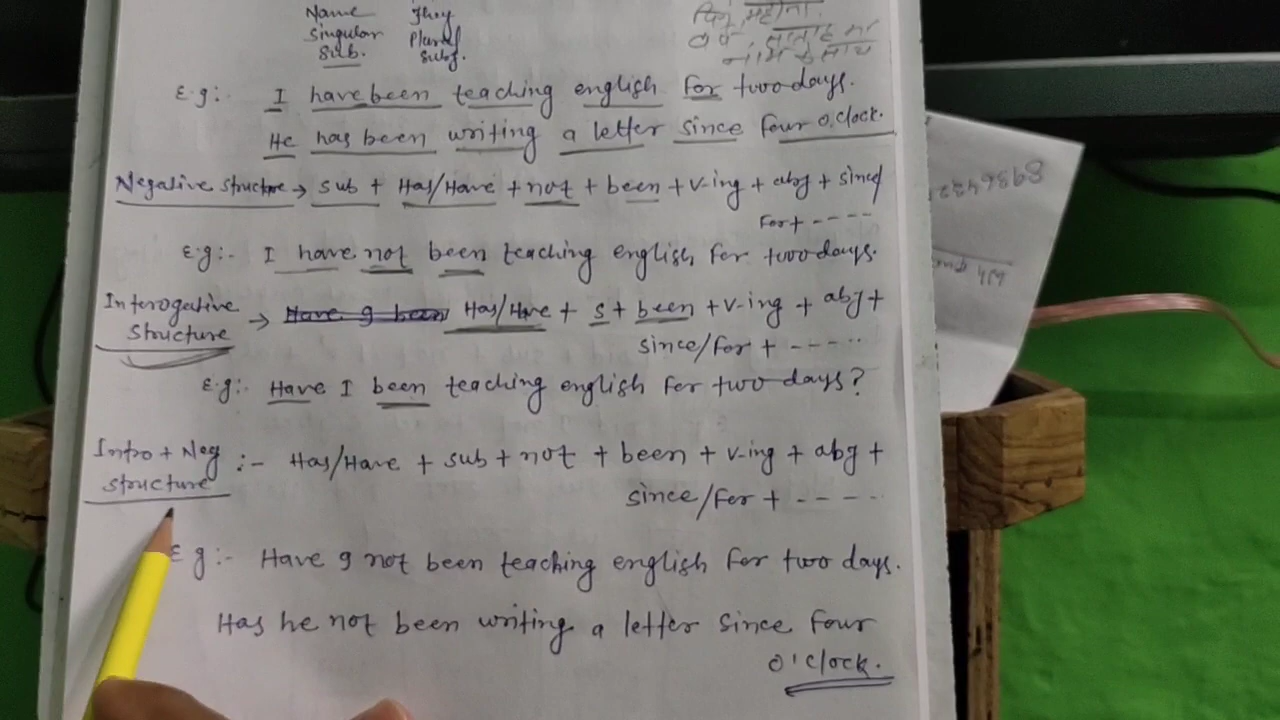 Name They
Singular Plural
Sub. Subj.
E.g:. I have been teaching english for two days.
He has been writing a letter since four o,clock.
Negative structure → sub + Has/Have + not + been + v-ing + obj + since/
For + ----
E.g:. I have not been teaching english for two days.
Interogative
structure → Has/Have + s + been + v-ing + obj +
since/for + -----
E.g:. Have I been teaching english for two days?
Intro + Neg
structure :- Has/Have + sub + not + been + v-ing + obj +
since/for + -----
Eg:- Have I not been teaching english for two days.
Has he not been writing a letter since four
o'clock.